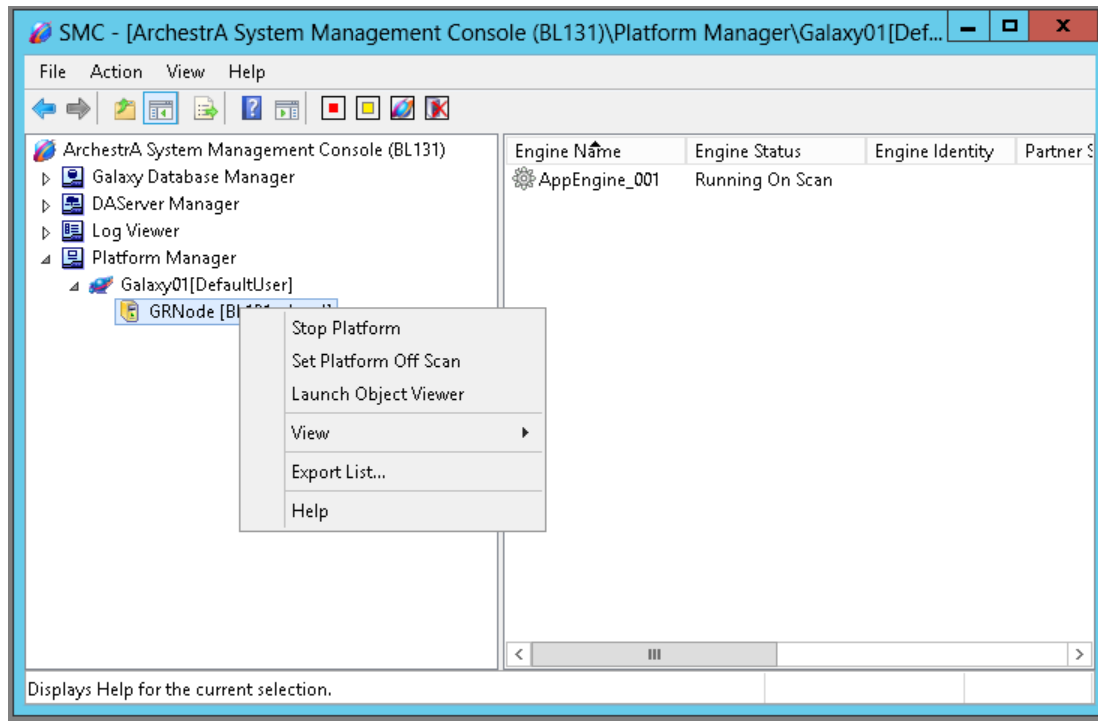 SMC - [ArchestrA System Management Console (BL131)\Platform Manager\Galaxy01[Def...
File Action View Help
ArchestrA System Management Console (BL131)
Galaxy Database Manager
DAServer Manager
Log Viewer
Platform Manager
Galaxy01[DefaultUser]
GRNode
Engine Name Engine Status Engine Identity Partner
AppEngine_001 Running On Scan
Stop Platform
Set Platform Off Scan
Launch Object Viewer
View
Export List...
Help
Displays Help for the current selection.